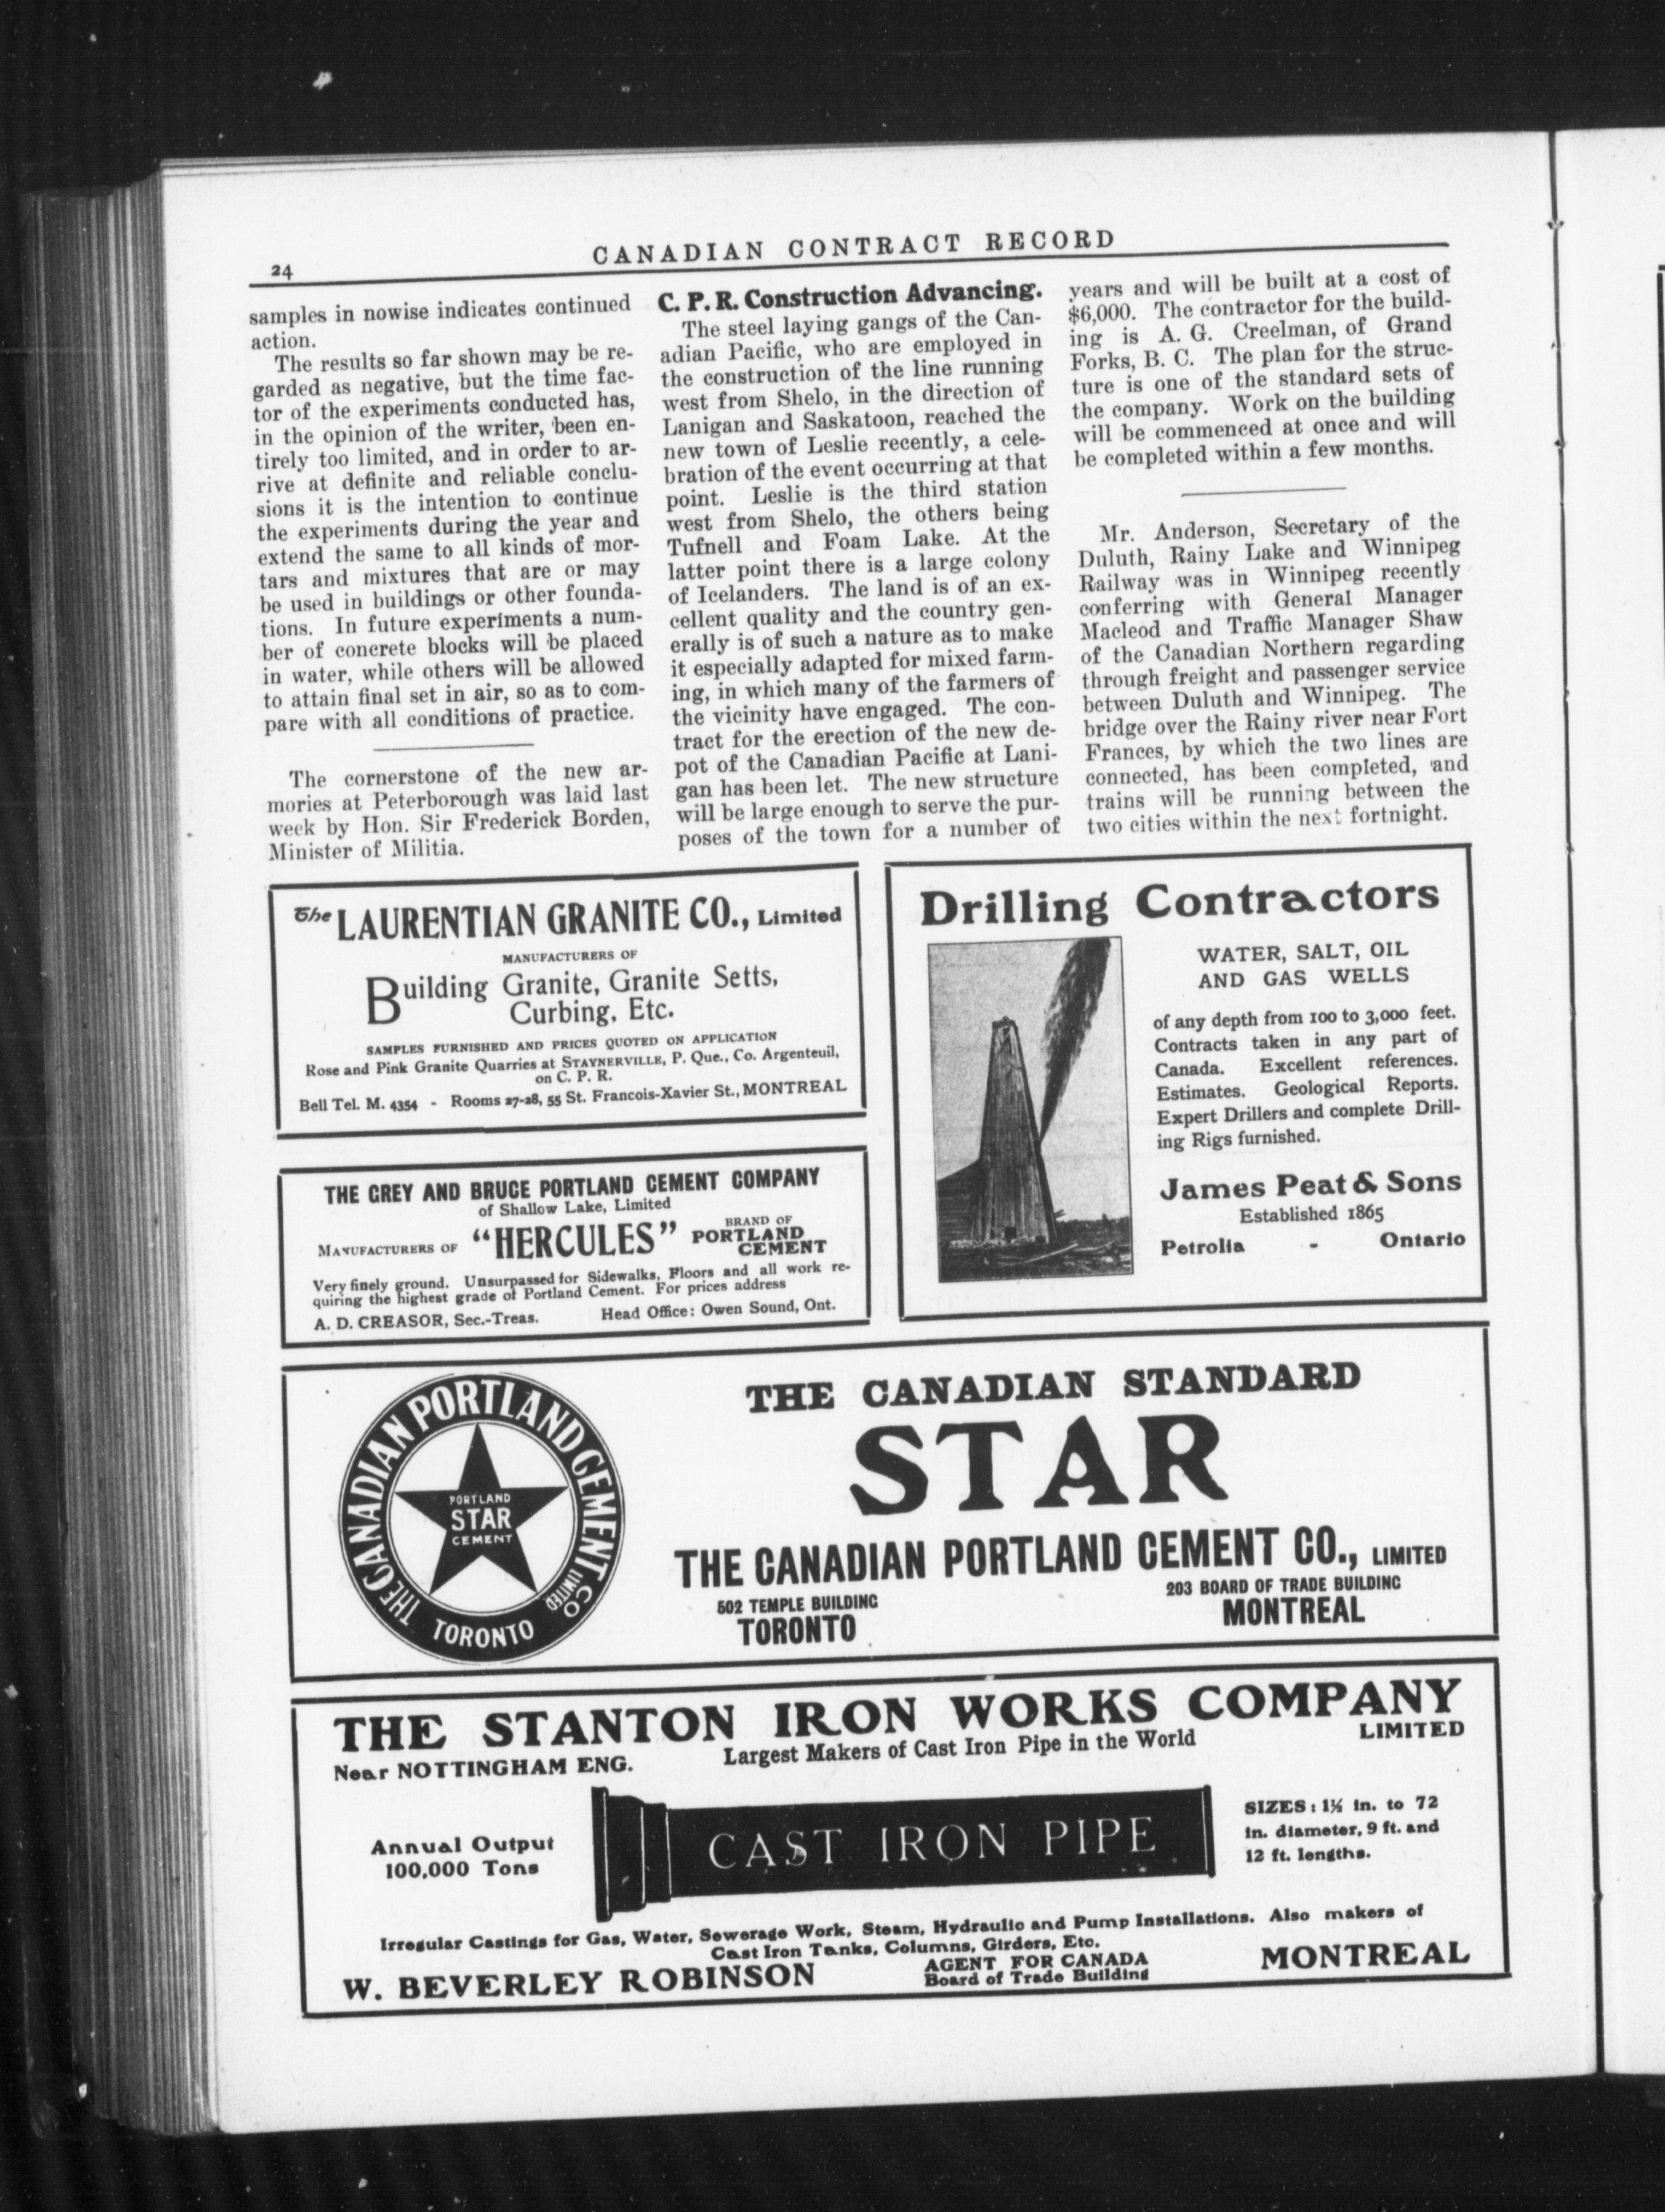 24
CANADIAN CONTRACT RECORD
samples in nowise indicates continued
action.
The results so far shown may be re-
garded as negative, but the time fac-
tor of the experiments conducted has,
in the opinion of the writer, been en-
tirely too limited, and in order to ar-
rive at definite and reliable conclu-
sions it is the intention to continue
the experiments during the year and
extend the same to all kinds of mor-
tars and mixtures that are or may
be used in buildings or other founda-
tions. In future experiments a num-
ber of concrete blocks will be placed
in water, while others will be allowed
to attain final set in air, so as to com-
pare with all conditions of practice.
The cornerstone of the new ar-
mories at Peterborough was laid last
week by Hon. Sir Frederick Borden,
Minister of Militia.
C. P. R. Construction Advancing.
The steel laying gangs of the Can-
adian Pacific, who are employed in
the construction of the line running
west from Shelo, in the direction of
Lanigan and Saskatoon, reached the
new town of Leslie recently, a cele-
bration of the event occurring at that
point. Leslie is the third station
west from Shelo, the others being
Tufnell and Foam Lake. At the
latter point there is a large colony
of Icelanders. The land is of an ex-
cellent quality and the country gen-
erally is of such a nature as to make
it especially adapted for mixed farm-
ing, in which many of the farmers of
the vicinity have engaged. The con-
tract for the erection of the new de-
pot of the Canadian Pacific at Lani-
gan has been let. The new structure
will be large enough to serve the pur-
poses of the town for a number of
years and will be built at a cost of
$6,000. The contractor for the build-
ing is A. G. Creelman, of Grand
Forks, B. C. The plan for the struc-
ture is one of the standard sets of
the company. Work on the building
will be commenced at once and will
be completed within a few months.
Mr. Anderson, Secretary of the
Duluth, Rainy Lake and Winnipeg
Railway was in Winnipeg recently
conferring with General Manager
Macleod and Traffic Manager Shaw
of the Canadian Northern regarding
through freight and passenger service
between Duluth and Winnipeg. The
bridge over the Rainy river near Fort
Frances, by which the two lines are
connected, has been completed, and
trains will be running between the
two cities within the next fortnight.
The LAURENTIAN GRANITE CO., Limited
MANUFACTURERS OF
Building Granite, Granite Setts,
Curbing, Etc.
SAMPLES FURNISHED AND PRICES QUOTED ON APPLICATION
Rose and Pink Granite Quarries at STAYNERVILLE, P. Que., Co. Argenteuil,
on C. P. R.
Bell Tel. M. 4354 - Rooms 27-28, 55 St. Francois-Xavier St., MONTREAL
THE GREY AND BRUCE PORTLAND CEMENT COMPANY
of Shallow Lake, Limited
MANUFACTURERS OF "HERCULES" BRAND OF
PORTLAND
CEMENT
Very finely ground. Unsurpassed for Sidewalks, Floors and all work re-
quiring the highest grade of Portland Cement. For prices address
A. D. CREASOR, Sec.-Treas. Head Office: Owen Sound, Ont.
Drilling Contractors
WATER, SALT, OIL
AND GAS WELLS
of any depth from 100 to 3,000 feet.
Contracts taken in any part of
Canada. Excellent references.
Estimates. Geological Reports.
Expert Drillers and complete Drill-
ing Rigs furnished.
James Peat & Sons
Established 1865
Petrolia - Ontario
THE CANADIAN PORTLAND CEMENT CO LIMITED
TORONTO
PORTLAND
STAR
CEMENT
THE CANADIAN STANDARD
STAR
THE CANADIAN PORTLAND CEMENT CO., LIMITED
502 TEMPLE BUILDING
TORONTO
203 BOARD OF TRADE BUILDING
MONTREAL
THE STANTON IRON WORKS COMPANY
LIMITED
Near NOTTINGHAM ENG.
Largest Makers of Cast Iron Pipe in the World
Annual Output
100,000 Tons
CAST IRON PIPE
SIZES: 1½ in. to 72
in. diameter, 9 ft. and
12 ft. lengths.
Irregular Castings for Gas, Water, Sewerage Work, Steam, Hydraulic and Pump Installations. Also makers of
Cast Iron Tanks, Columns, Girders, Etc.
W. BEVERLEY ROBINSON
AGENT FOR CANADA
Board of Trade Building
MONTREAL